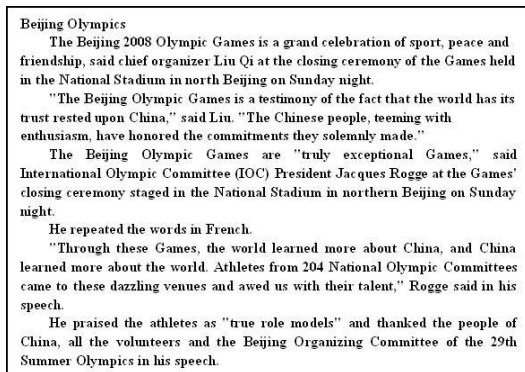 Beijing Olympics
The Beijing 2008 Olympic Games is a grand celebration of sport, peace and
friendship, said chief organizer Liu Qi at the closing ceremony of the Games held
in the National Stadium in north Beijing on Sunday night.
"The Beijing Olympic Games is a testimony of the fact that the world has its
trust rested upon China," said Liu. "The Chinese people, teeming with
enthusiasm, have honored the commitments they solemnly made."
The Beijing Olympic Games are "truly exceptional Games," said
International Olympic Committee (IOC) President Jacques Rogge at the Games'
closing ceremony staged in the National Stadium in northern Beijing on Sunday
night.
He repeated the words in French.
"Through these Games, the world learned more about China, and China
learned more about the world. Athletes from 204 National Olympic Committees
came to these dazzling venues and awed us with their talent," Rogge said in his
speech.
He praised the athletes as "true role models" and thanked the people of
China, all the volunteers and the Beijing Organizing Committee of the 29th
Summer Olympics in his speech.